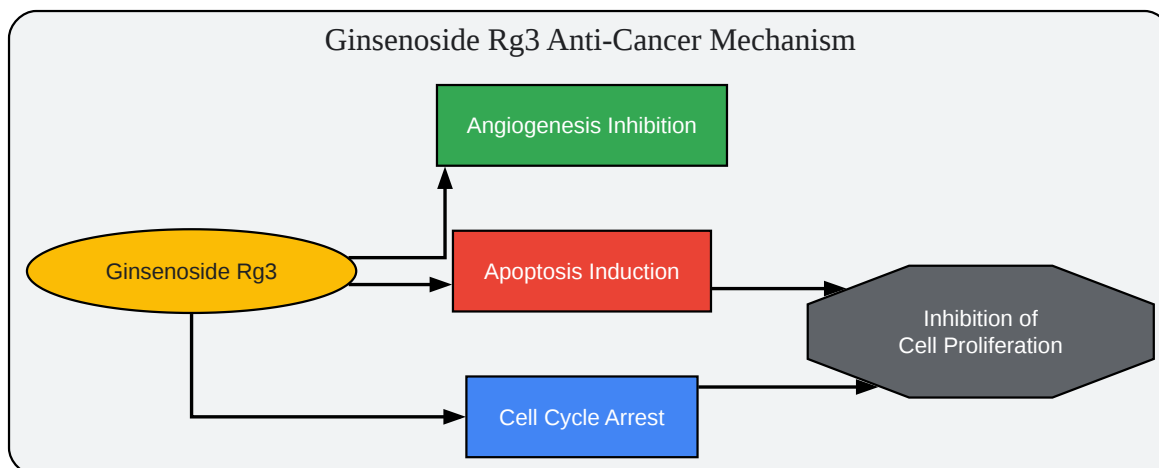 Ginsenoside Rg3 Anti-Cancer Mechanism
Angiogenesis Inhibition
Ginsenoside Rg3
Apoptosis Induction
Inhibition of
Cell Proliferation
Cell Cycle Arrest